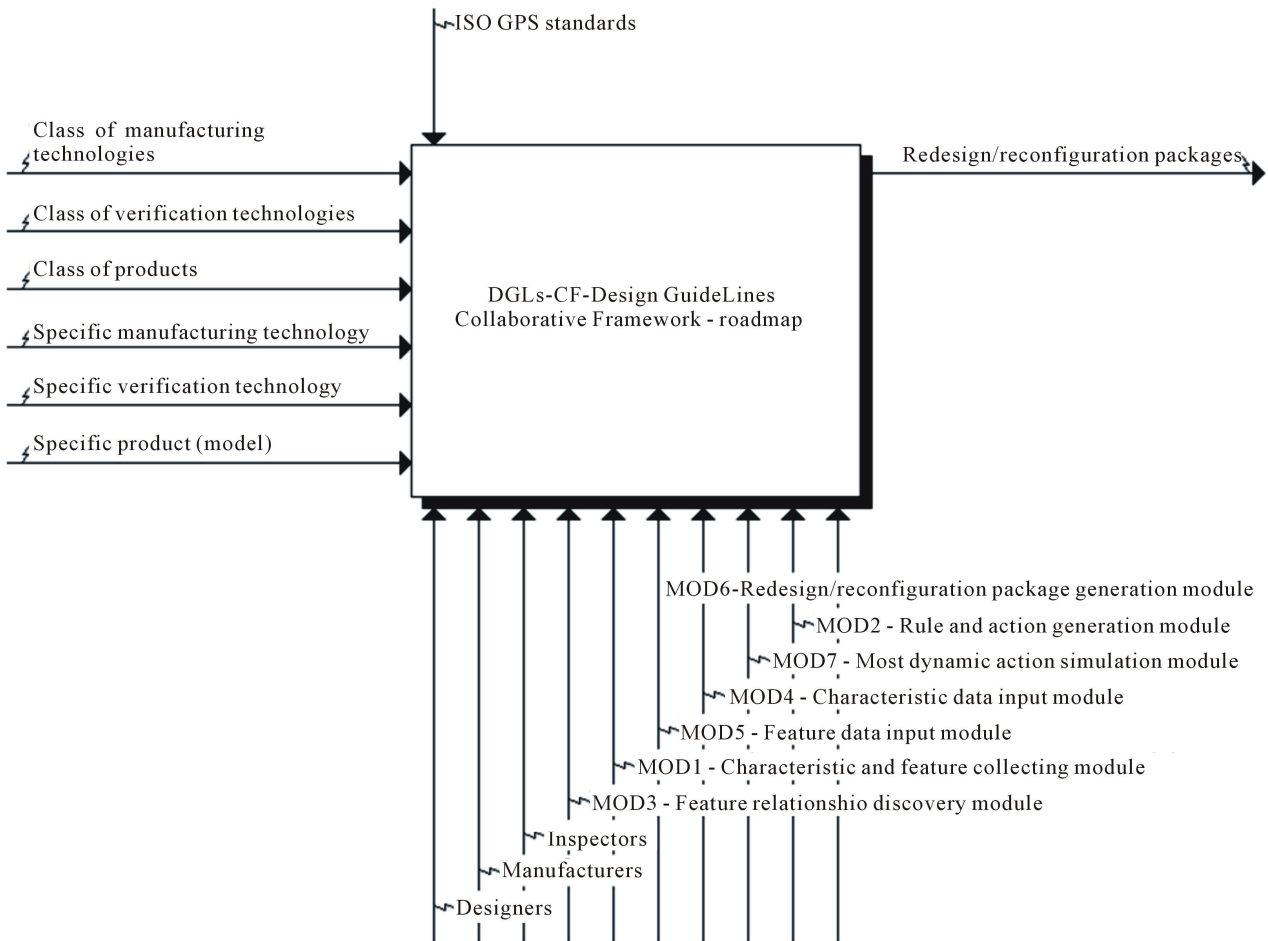 ISO GPS standards
Class of manufacturing
technologies
Redesign/reconfiguration packages
Class of verification technologies
Class of products
DGLs-CF-Design GuideLines
Collaborative Framework - roadmap
Specific manufacturing technology
Specific verification technology
Specific product (model)
MOD6-Redesign/reconfiguration package generation module
MOD2 - Rule and action generation module
MOD7 - Most dynamic action simulation module
MOD4 - Characteristic data input module
MOD5 - Feature data input module
MOD1 - Characteristic and feature collecting module
MOD3 - Feature relationshio discovery module
Inspectors
Manufacturers
Designers